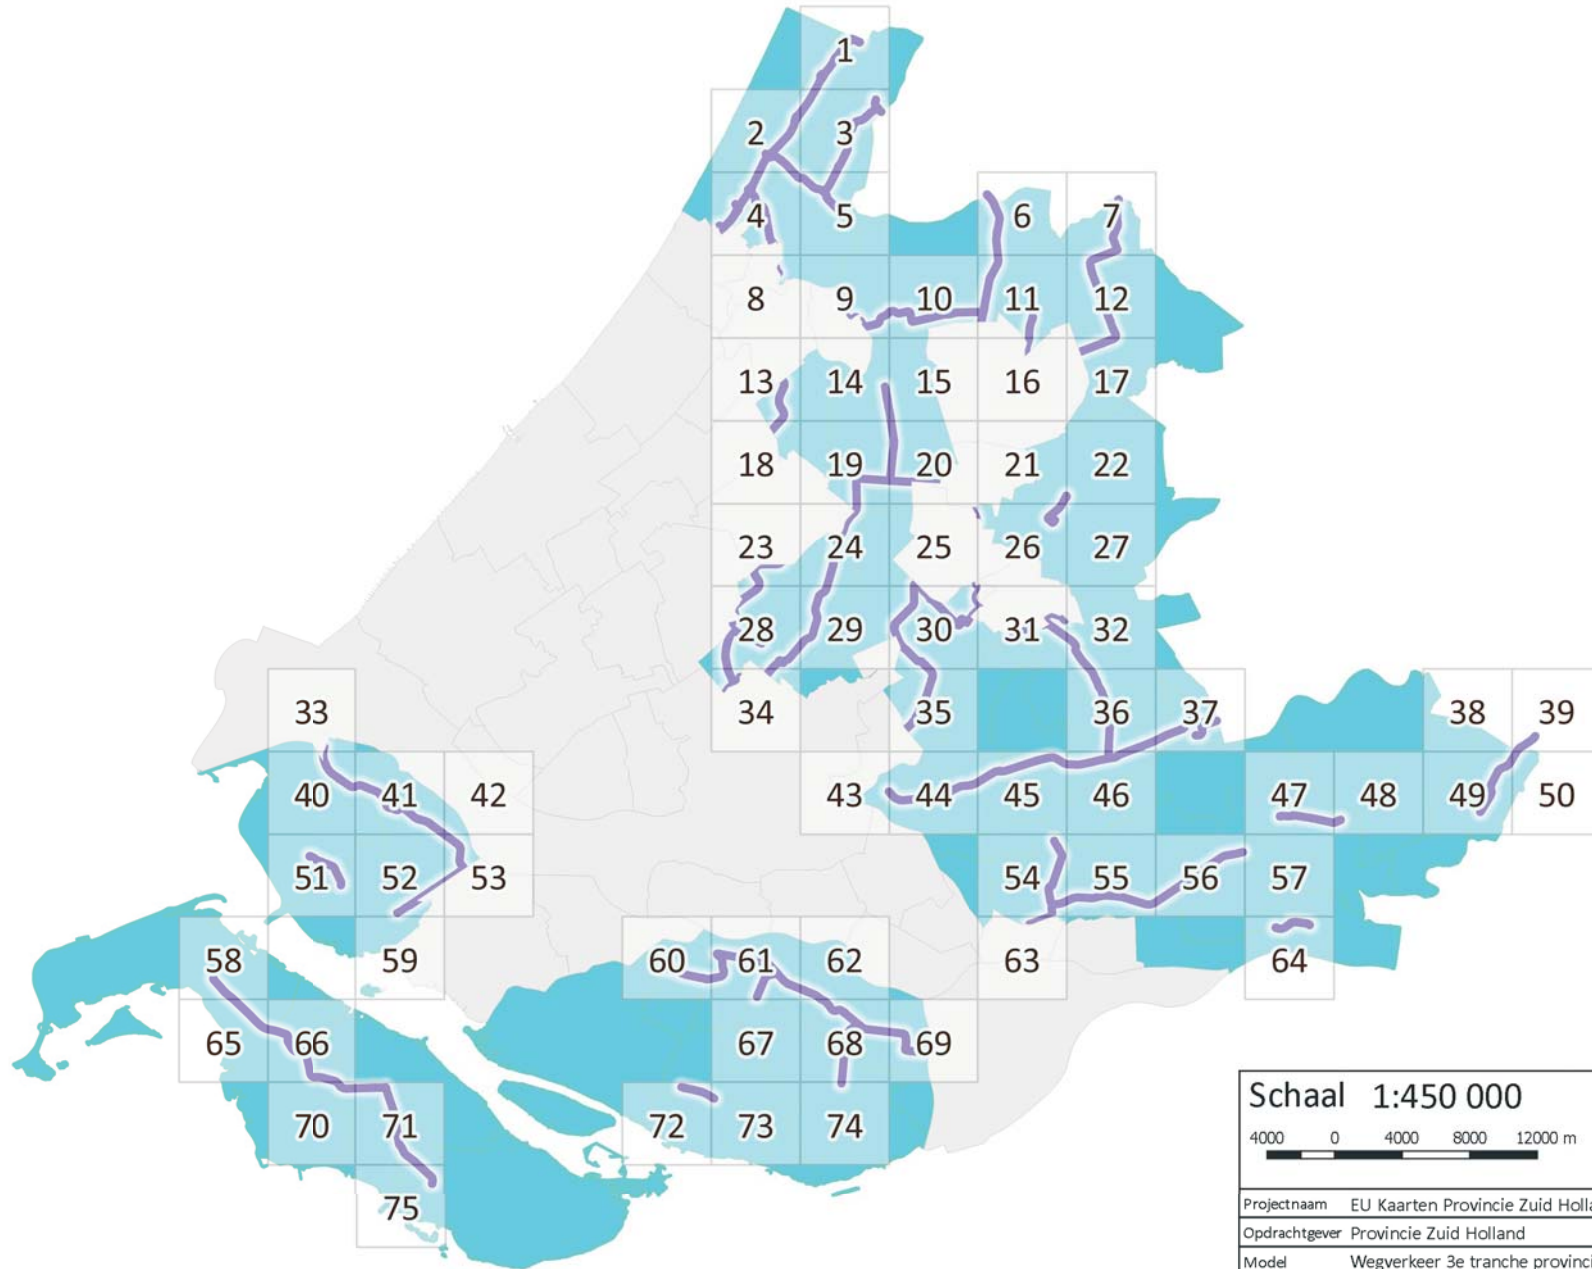 1
2 3
4 5 6 7
8 9 10 11 12
13 14 15 16 17
18 19 20 21 22
23 24 25 26 27
28 29 30 31 32
33 34 35 36 37 38 39
40 41 42 43 44 45 46 47 48 49 50
51 52 53 54 55 56 57
58 59 60 61 62 63 64
65 66 67 68 69
70 71 72 73 74
75
Schaal 1:450 000
4000 0 4000 8000 12000 m
Projectnaam EU Kaarten Provincie Zuid Holla
Opdrachtgever Provincie Zuid Holland
Model Wegverkeer 3e tranche provinci